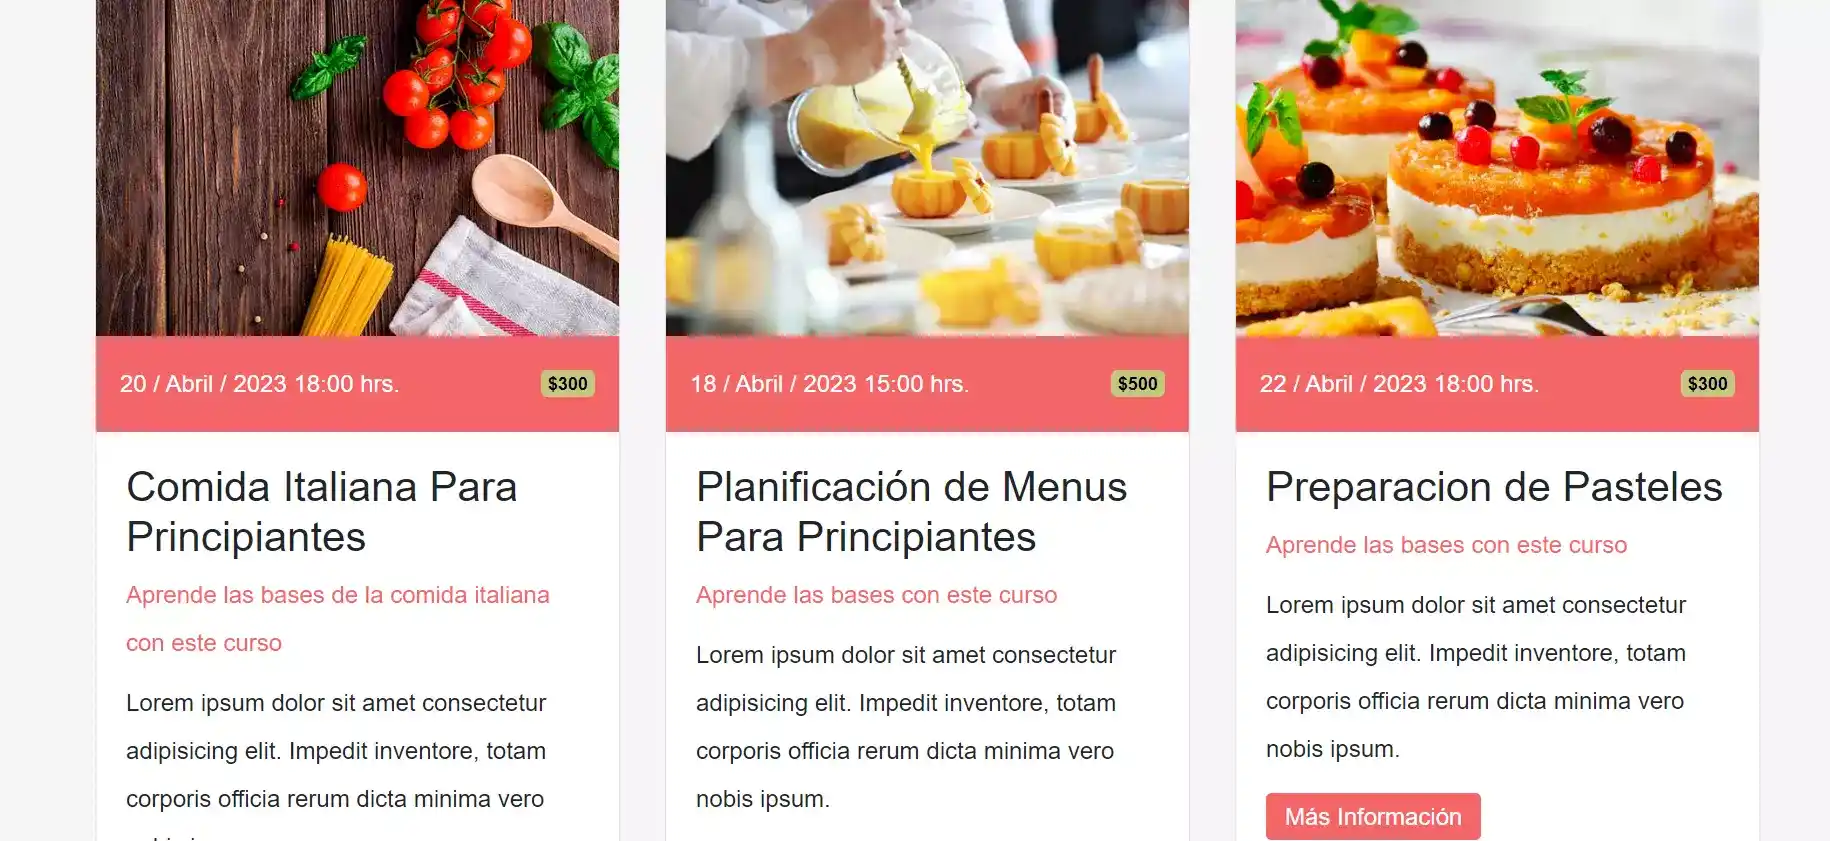 20 / Abril / 2023 18:00 hrs.
$300
Comida Italiana Para
Principiantes
Aprende las bases de la comida italiana
con este curso
Lorem ipsum dolor sit amet consectetur
adipisicing elit. Impedit inventore, totam
corporis officia rerum dicta minima vero
18 / Abril / 2023 15:00 hrs.
$500
Planificación de Menus
Para Principiantes
Aprende las bases con este curso
Lorem ipsum dolor sit amet consectetur
adipisicing elit. Impedit inventore, totam
corporis officia rerum dicta minima vero
nobis ipsum.
22 / Abril / 2023 18:00 hrs.
$300
Preparacion de Pasteles
Aprende las bases con este curso
Lorem ipsum dolor sit amet consectetur
adipisicing elit. Impedit inventore, totam
corporis officia rerum dicta minima vero
nobis ipsum.
Más Información